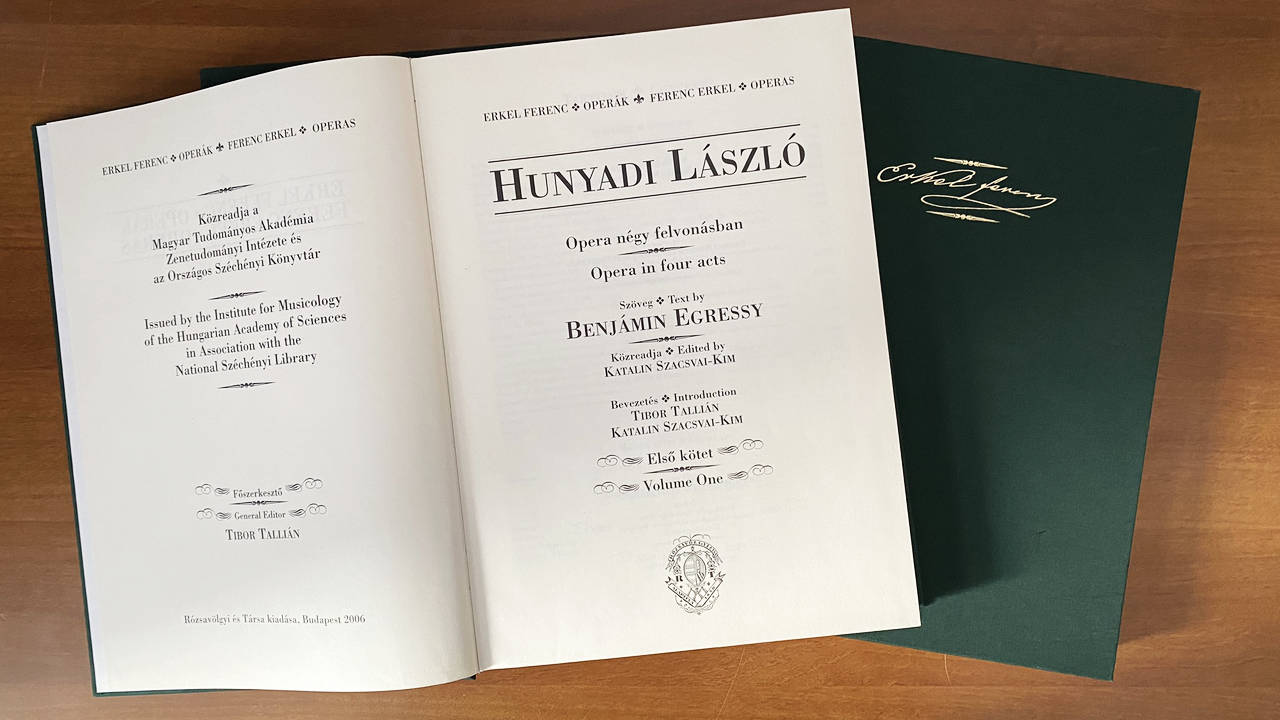 ERKEL FERENC ❖ OPERÁK ⚜ FERENC ERKEL ❖ OPERAS
Közreadja a
Magyar Tudományos Akadémia
Zenetudományi Intézete és
az Országos Széchényi Könyvtár
Issued by the Institute for Musicology
of the Hungarian Academy of Sciences
in Association with the
National Széchényi Library
Főszerkesztő
General Editor
TIBOR TALLIÁN
Rózsavölgyi és Társa kiadása, Budapest 2006
ERKEL FERENC ❖ OPERÁK ⚜ FERENC ERKEL ❖ OPERAS
HUNYADI LÁSZLÓ
Opera négy felvonásban
Opera in four acts
Szöveg ❖ Text by
BENJÁMIN EGRESSY
Közreadja ❖ Edited by
KATALIN SZACSVAI-KIM
Bevezetés ❖ Introduction
TIBOR TALLIÁN
KATALIN SZACSVAI-KIM
Első kötet
Volume One
R T
Erkel Ferenc